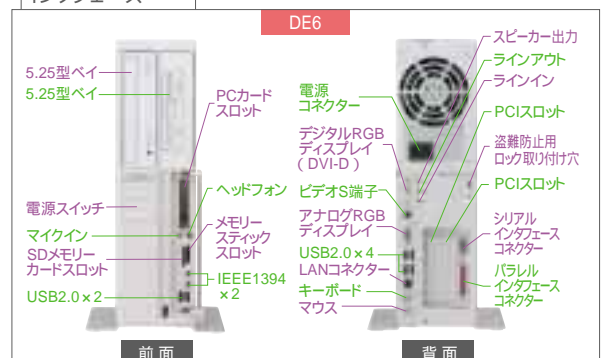 インタフェース
DE6
5.25型ベイ
5.25型ベイ
PCカード
スロット
電源スイッチ
マイクイン
SDメモリー
カードスロット
USB2.0×2
ヘッドフォン
メモリー
スティック
スロット
IEEE1394
×2
前面
電源
コネクター
デジタルRGB
ディスプレイ
(DVI-D)
ビデオS端子
アナログRGB
ディスプレイ
USB2.0×4
LANコネクター
キーボード
マウス
スピーカー出力
ラインアウト
ラインイン
PCIスロット
盗難防止用
ロック取り付け穴
PCIスロット
シリアル
インタフェース
コネクター
パラレル
インタフェース
コネクター
背面